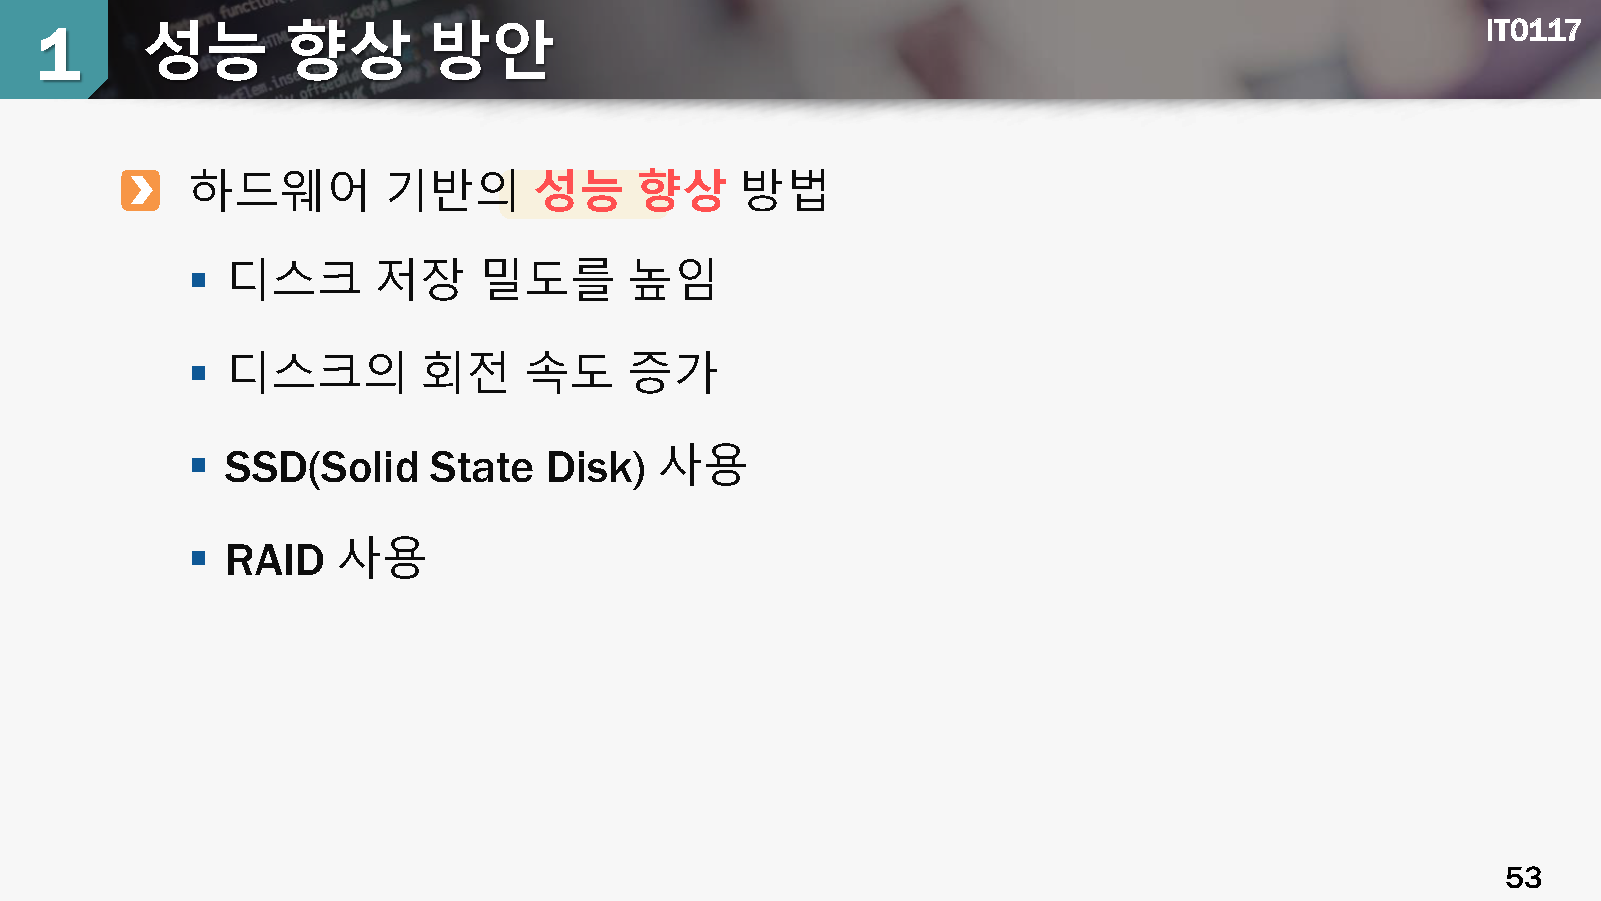 1 성능 향상 방안
IT0117
하드웨어 기반의 성능 향상 방법
디스크 저장 밀도를 높임
디스크의 회전 속도 증가
SSD(Solid State Disk) 사용
RAID 사용
53